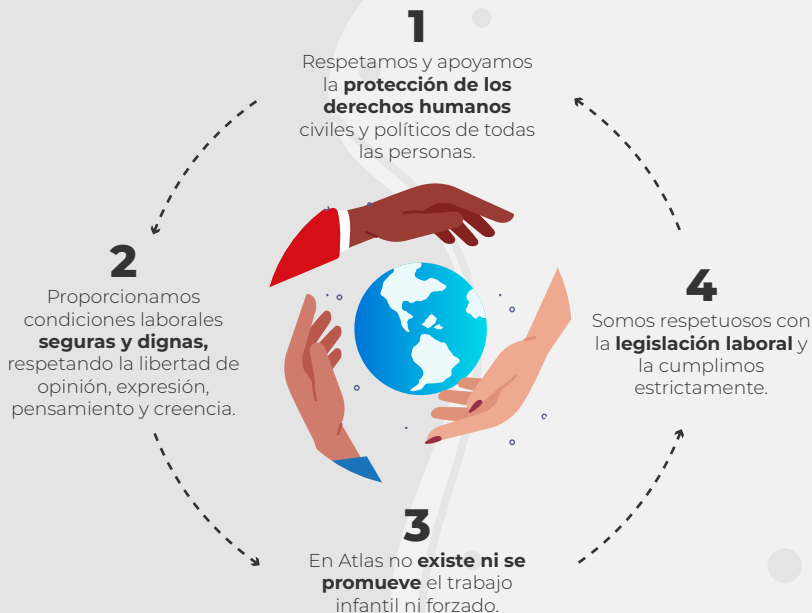 1
Respetamos y apoyamos
la protección de los
derechos humanos
civiles y políticos de todas
las personas.
2
Proporcionamos
condiciones laborales
seguras y dignas,
respetando la libertad de
opinión, expresión,
pensamiento y creencia.
3
En Atlas no existe ni se
promueve el trabajo
infantil ni forzado.
4
Somos respetuosos con
la legislación laboral y
la cumplimos
estrictamente.